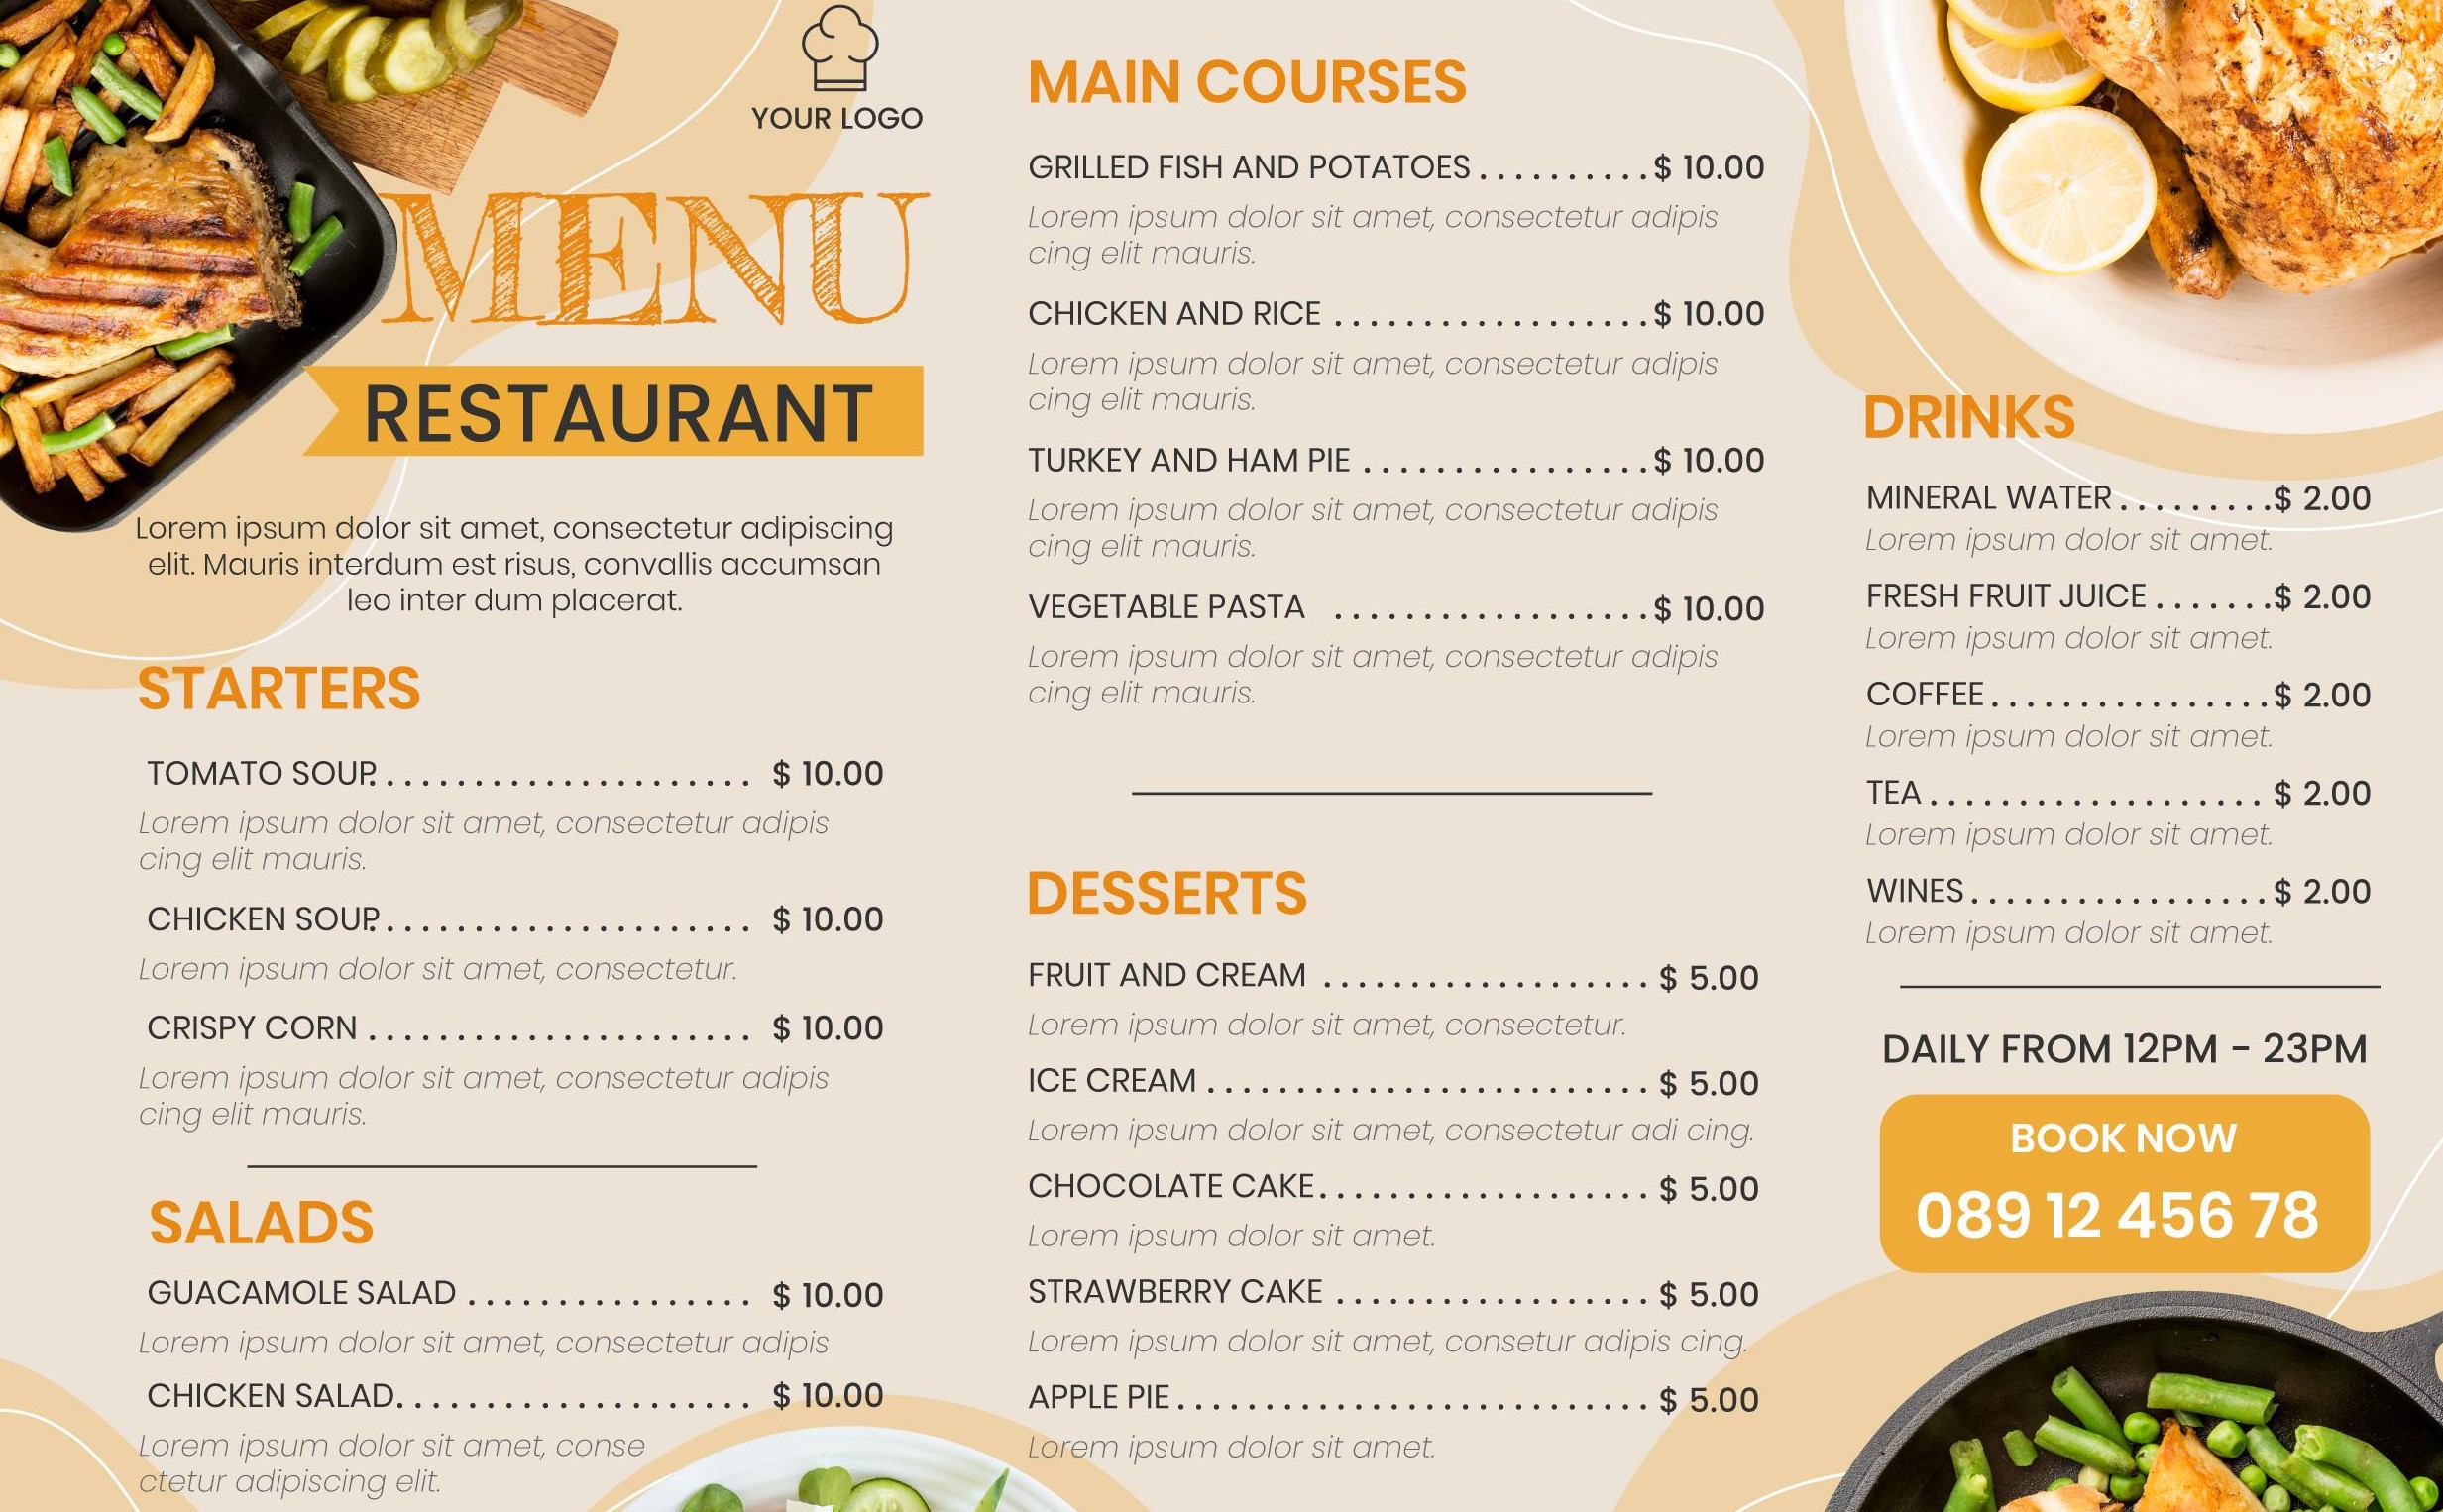 YOUR LOGO
MENU
RESTAURANT
Lorem ipsum dolor sit amet, consectetur adipiscing
elit. Mauris interdum est risus, convallis accumsan
leo inter dum placerat.
STARTERS
TOMATO SOUP..................... $ 10.00
Lorem ipsum dolor sit amet, consectetur adipis
cing elit mauris.
CHICKEN SOUP..................... $ 10.00
Lorem ipsum dolor sit amet, consectetur.
CRISPY CORN ..................... $ 10.00
Lorem ipsum dolor sit amet, consectetur adipis
cing elit mauris.
SALADS
GUACAMOLE SALAD ................ $ 10.00
Lorem ipsum dolor sit amet, consectetur adipis
CHICKEN SALAD.................... $ 10.00
Lorem ipsum dolor sit amet, conse
ctetur adipiscing elit.
MAIN COURSES
GRILLED FISH AND POTATOES ..........$ 10.00
Lorem ipsum dolor sit amet, consectetur adipis
cing elit mauris.
CHICKEN AND RICE ..................$ 10.00
Lorem ipsum dolor sit amet, consectetur adipis
cing elit mauris.
TURKEY AND HAM PIE ................$ 10.00
Lorem ipsum dolor sit amet, consectetur adipis
cing elit mauris.
VEGETABLE PASTA ..................$ 10.00
Lorem ipsum dolor sit amet, consectetur adipis
cing elit mauris.
DESSERTS
FRUIT AND CREAM ................... $ 5.00
Lorem ipsum dolor sit amet, consectetur.
ICE CREAM .......................... $ 5.00
Lorem ipsum dolor sit amet, consectetur adi cing.
CHOCOLATE CAKE................... $ 5.00
Lorem ipsum dolor sit amet.
STRAWBERRY CAKE .................. $ 5.00
Lorem ipsum dolor sit amet, consetur adipis cing.
APPLE PIE........................... $ 5.00
Lorem ipsum dolor sit amet.
DRINKS
MINERAL WATER.........$ 2.00
Lorem ipsum dolor sit amet.
FRESH FRUIT JUICE .......$ 2.00
Lorem ipsum dolor sit amet.
COFFEE................$ 2.00
Lorem ipsum dolor sit amet.
TEA ................... $ 2.00
Lorem ipsum dolor sit amet.
WINES.................$ 2.00
Lorem ipsum dolor sit amet.
DAILY FROM 12PM - 23PM
BOOK NOW
089 12 456 78